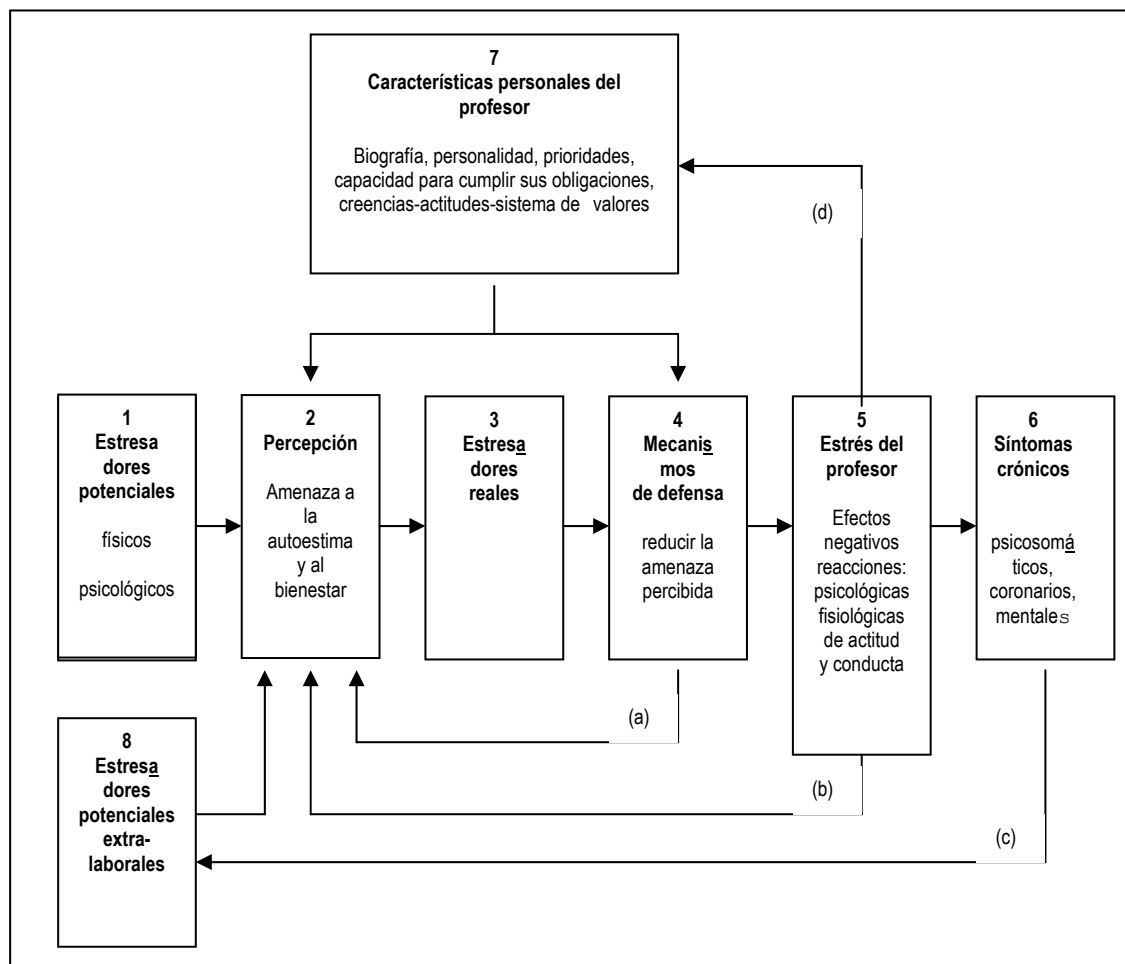 7
Características personales del
profesor
Biografía, personalidad, prioridades,
capacidad para cumplir sus obligaciones,
creencias-actitudes-sistema de valores
(d)
1
Estresa
dores
potenciales
físicos
psicológicos
2
Percepción
Amenaza a
la
autoestima
y al
bienestar
3
Estresa
dores
reales
4
Mecanis
mos
de defensa
reducir la
amenaza
percibida
5
Estrés del
profesor
Efectos
negativos
reacciones:
psicológicas
fisiológicas
de actitud
y conducta
6
Síntomas
crónicos
psicosomá
ticos,
coronarios,
mentales
(a)
(b)
(c)
8
Estresa
dores
potenciales
extra-
laborales